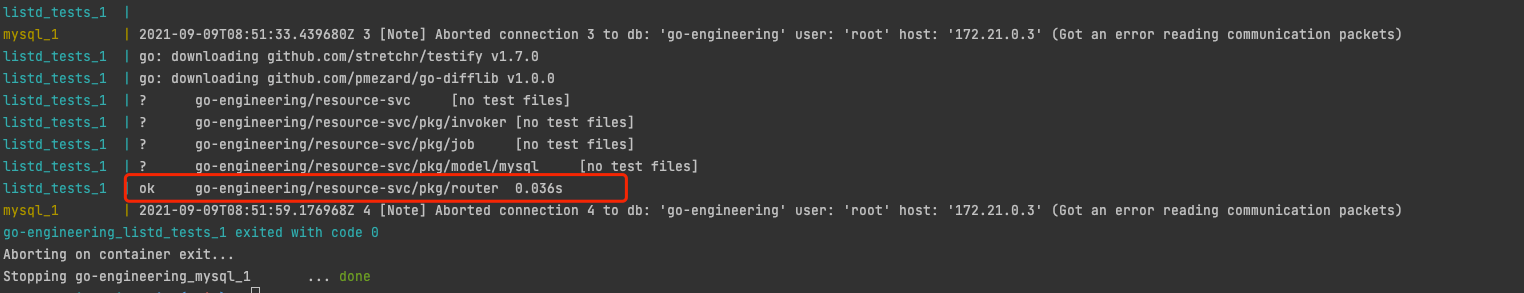 listd_tests_1  |
mysql_1        | 2021-09-09T08:51:33.439680Z 3 [Note] Aborted connection 3 to db: 'go-engineering' user: 'root' host: '172.21.0.3' (Got an error reading communication packets)
listd_tests_1  | go: downloading github.com/stretchr/testify v1.7.0
listd_tests_1  | go: downloading github.com/pmezard/go-difflib v1.0.0
listd_tests_1  | ?      go-engineering/resource-svc     [no test files]
listd_tests_1  | ?      go-engineering/resource-svc/pkg/invoker [no test files]
listd_tests_1  | ?      go-engineering/resource-svc/pkg/job     [no test files]
listd_tests_1  | ?      go-engineering/resource-svc/pkg/model/mysql     [no test files]
listd_tests_1  | ok     go-engineering/resource-svc/pkg/router  0.036s
mysql_1        | 2021-09-09T08:51:59.176968Z 4 [Note] Aborted connection 4 to db: 'go-engineering' user: 'root' host: '172.21.0.3' (Got an error reading communication packets)
go-engineering_listd_tests_1 exited with code 0
Aborting on container exit...
Stopping go-engineering_mysql_1       ... done